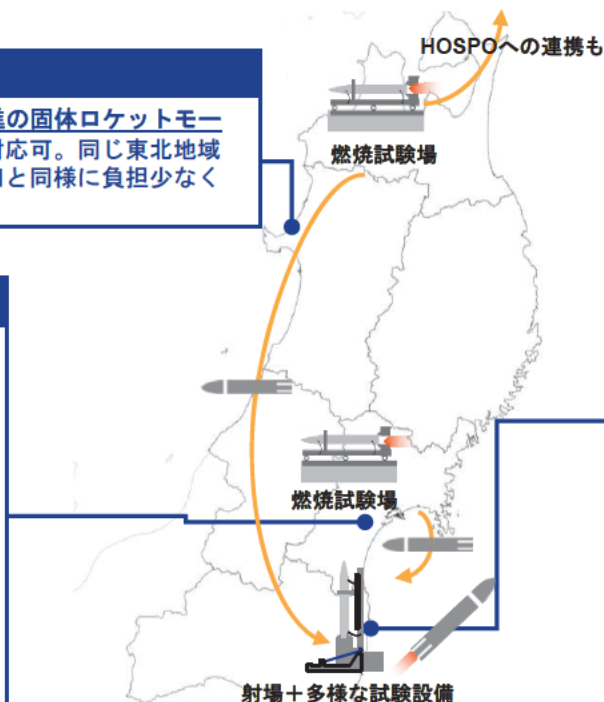 HOSPOへの連携も
の固体ロケットモー
対応可。同じ東北地域
と同様に負担少なく
燃焼試験場
燃焼試験場
射場＋多様な試験設備